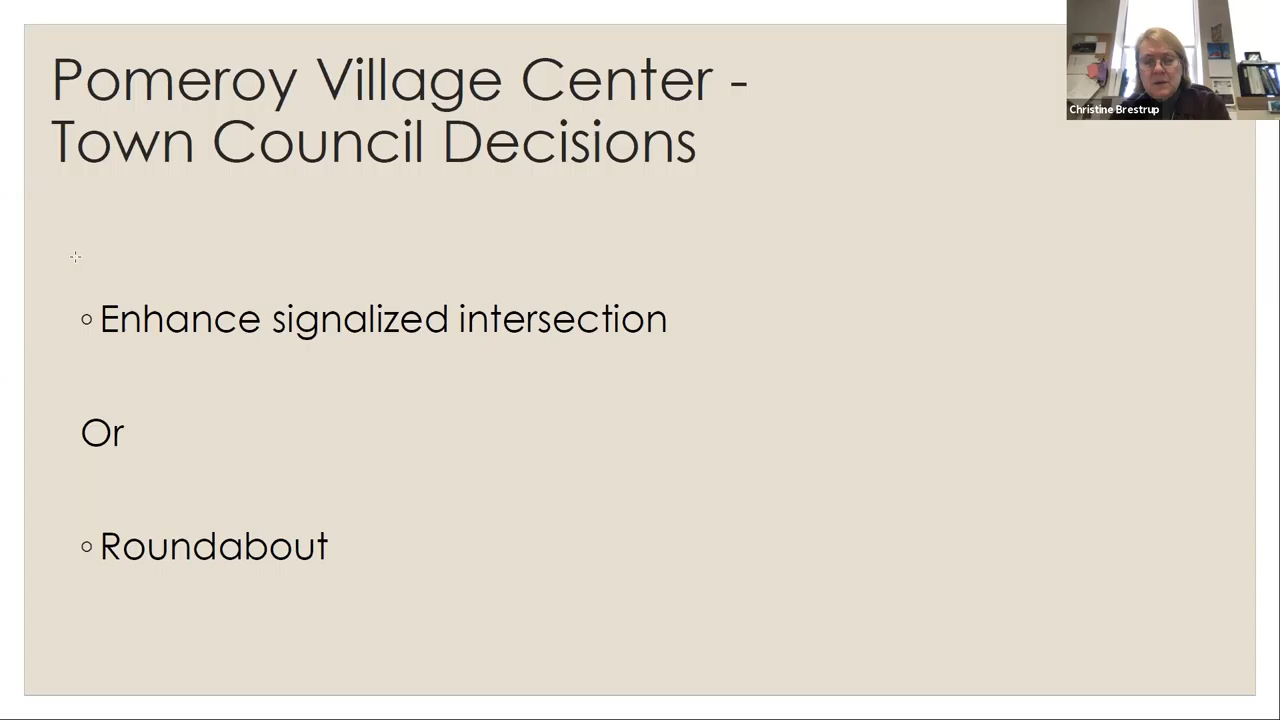 Pomeroy Village Center -
Town Council Decisions
Christine Brestrup
◦ Enhance signalized intersection
Or
◦ Roundabout